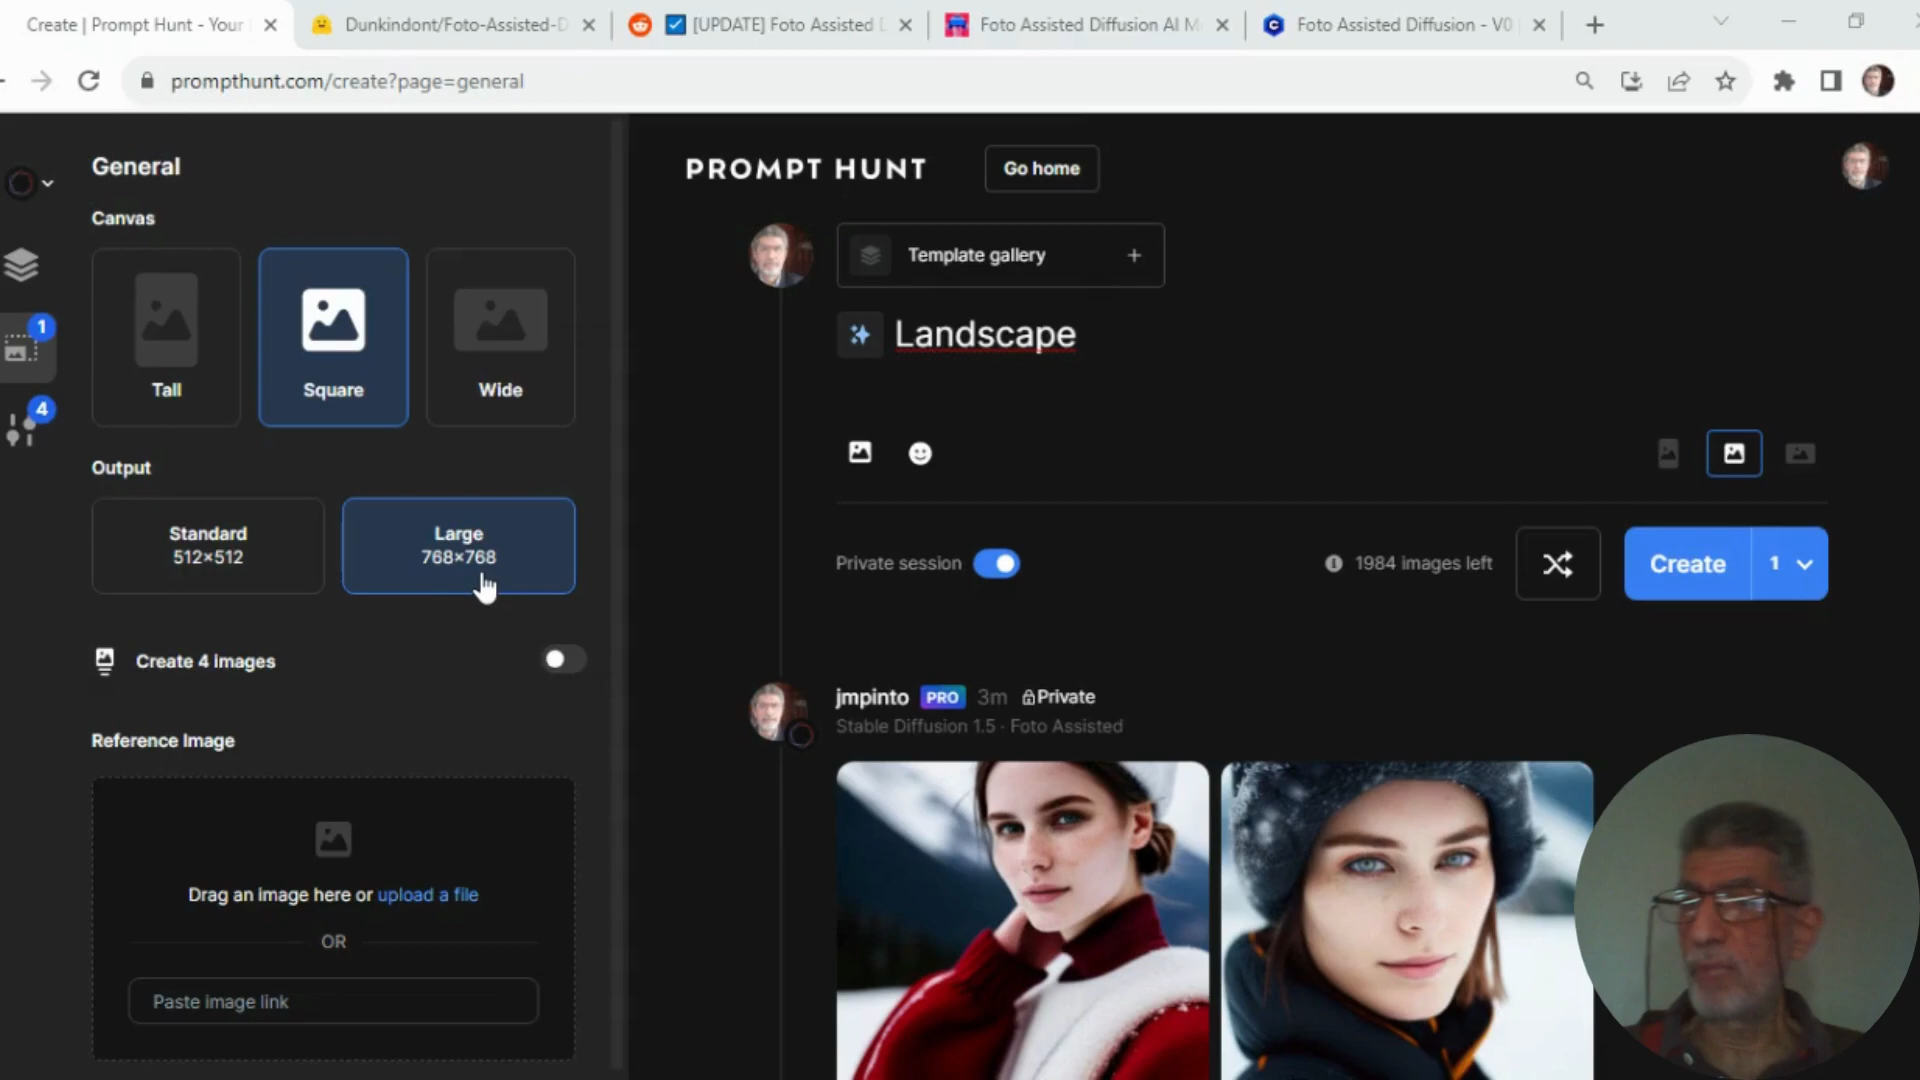 Create | Prompt Hunt - Your
Dunkindont/Foto-Assisted-D
[UPDATE] Foto Assisted
Foto Assisted Diffusion AI M
Foto Assisted Diffusion - V0
prompthunt.com/create?page=general
General
Canvas
Tall
Square
Wide
1
4
Output
Standard
512×512
Large
768×768
Create 4 images
Reference Image
Drag an image here or upload a file
OR
Paste image link
PROMPT HUNT
Go home
Template gallery
Landscape
Private session
1984 images left
Create 1
jmpinto PRO 3m Private
Stable Diffusion 1.5 · Foto Assisted